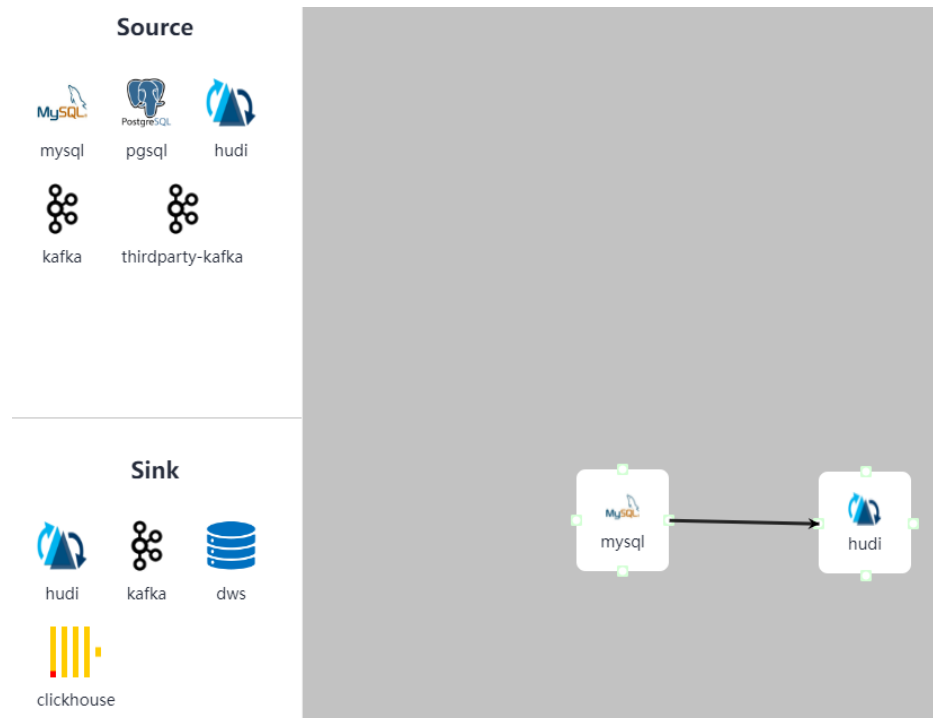 Source
MySQL
PostgreSQL
mysql pgsql hudi
kafka thirdparty-kafka
Sink
hudi kafka dws
clickhouse
MySQL
mysql
hudi